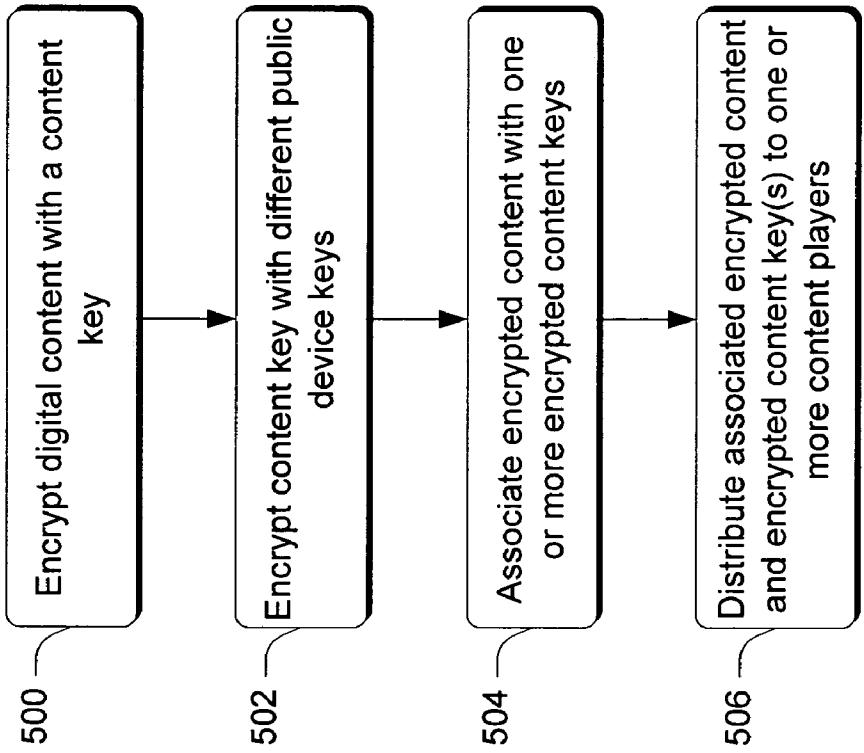 500
Encrypt digital content with a content
key
502
Encrypt content key with different public
device keys
504
Associate encrypted content with one
or more encrypted content keys
506
Distribute associated encrypted content
and encrypted content key(s) to one or
more content players